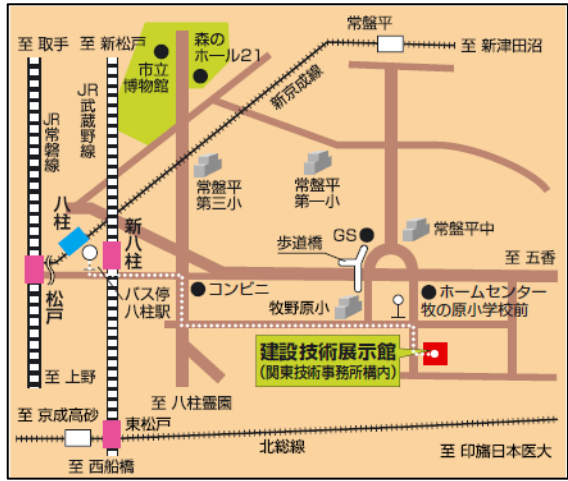 常盤平
至 取手
至 新松戸
森の
ホール21
至 新津田沼
市立
博物館
新京成線
JR武蔵野線
JR常磐線
常盤平
第三小
常盤平
第一小
八柱
GS
常盤平中
新八柱
歩道橋
至 五香
松戸
バス停
八柱駅
コンビニ
ホームセンター
牧野原小
牧の原小学校前
建設技術展示館
(関東技術事務所構内)
至 上野
至 八柱霊園
至 京成高砂
東松戸
北総線
至 印旛日本医大
至 西船橋